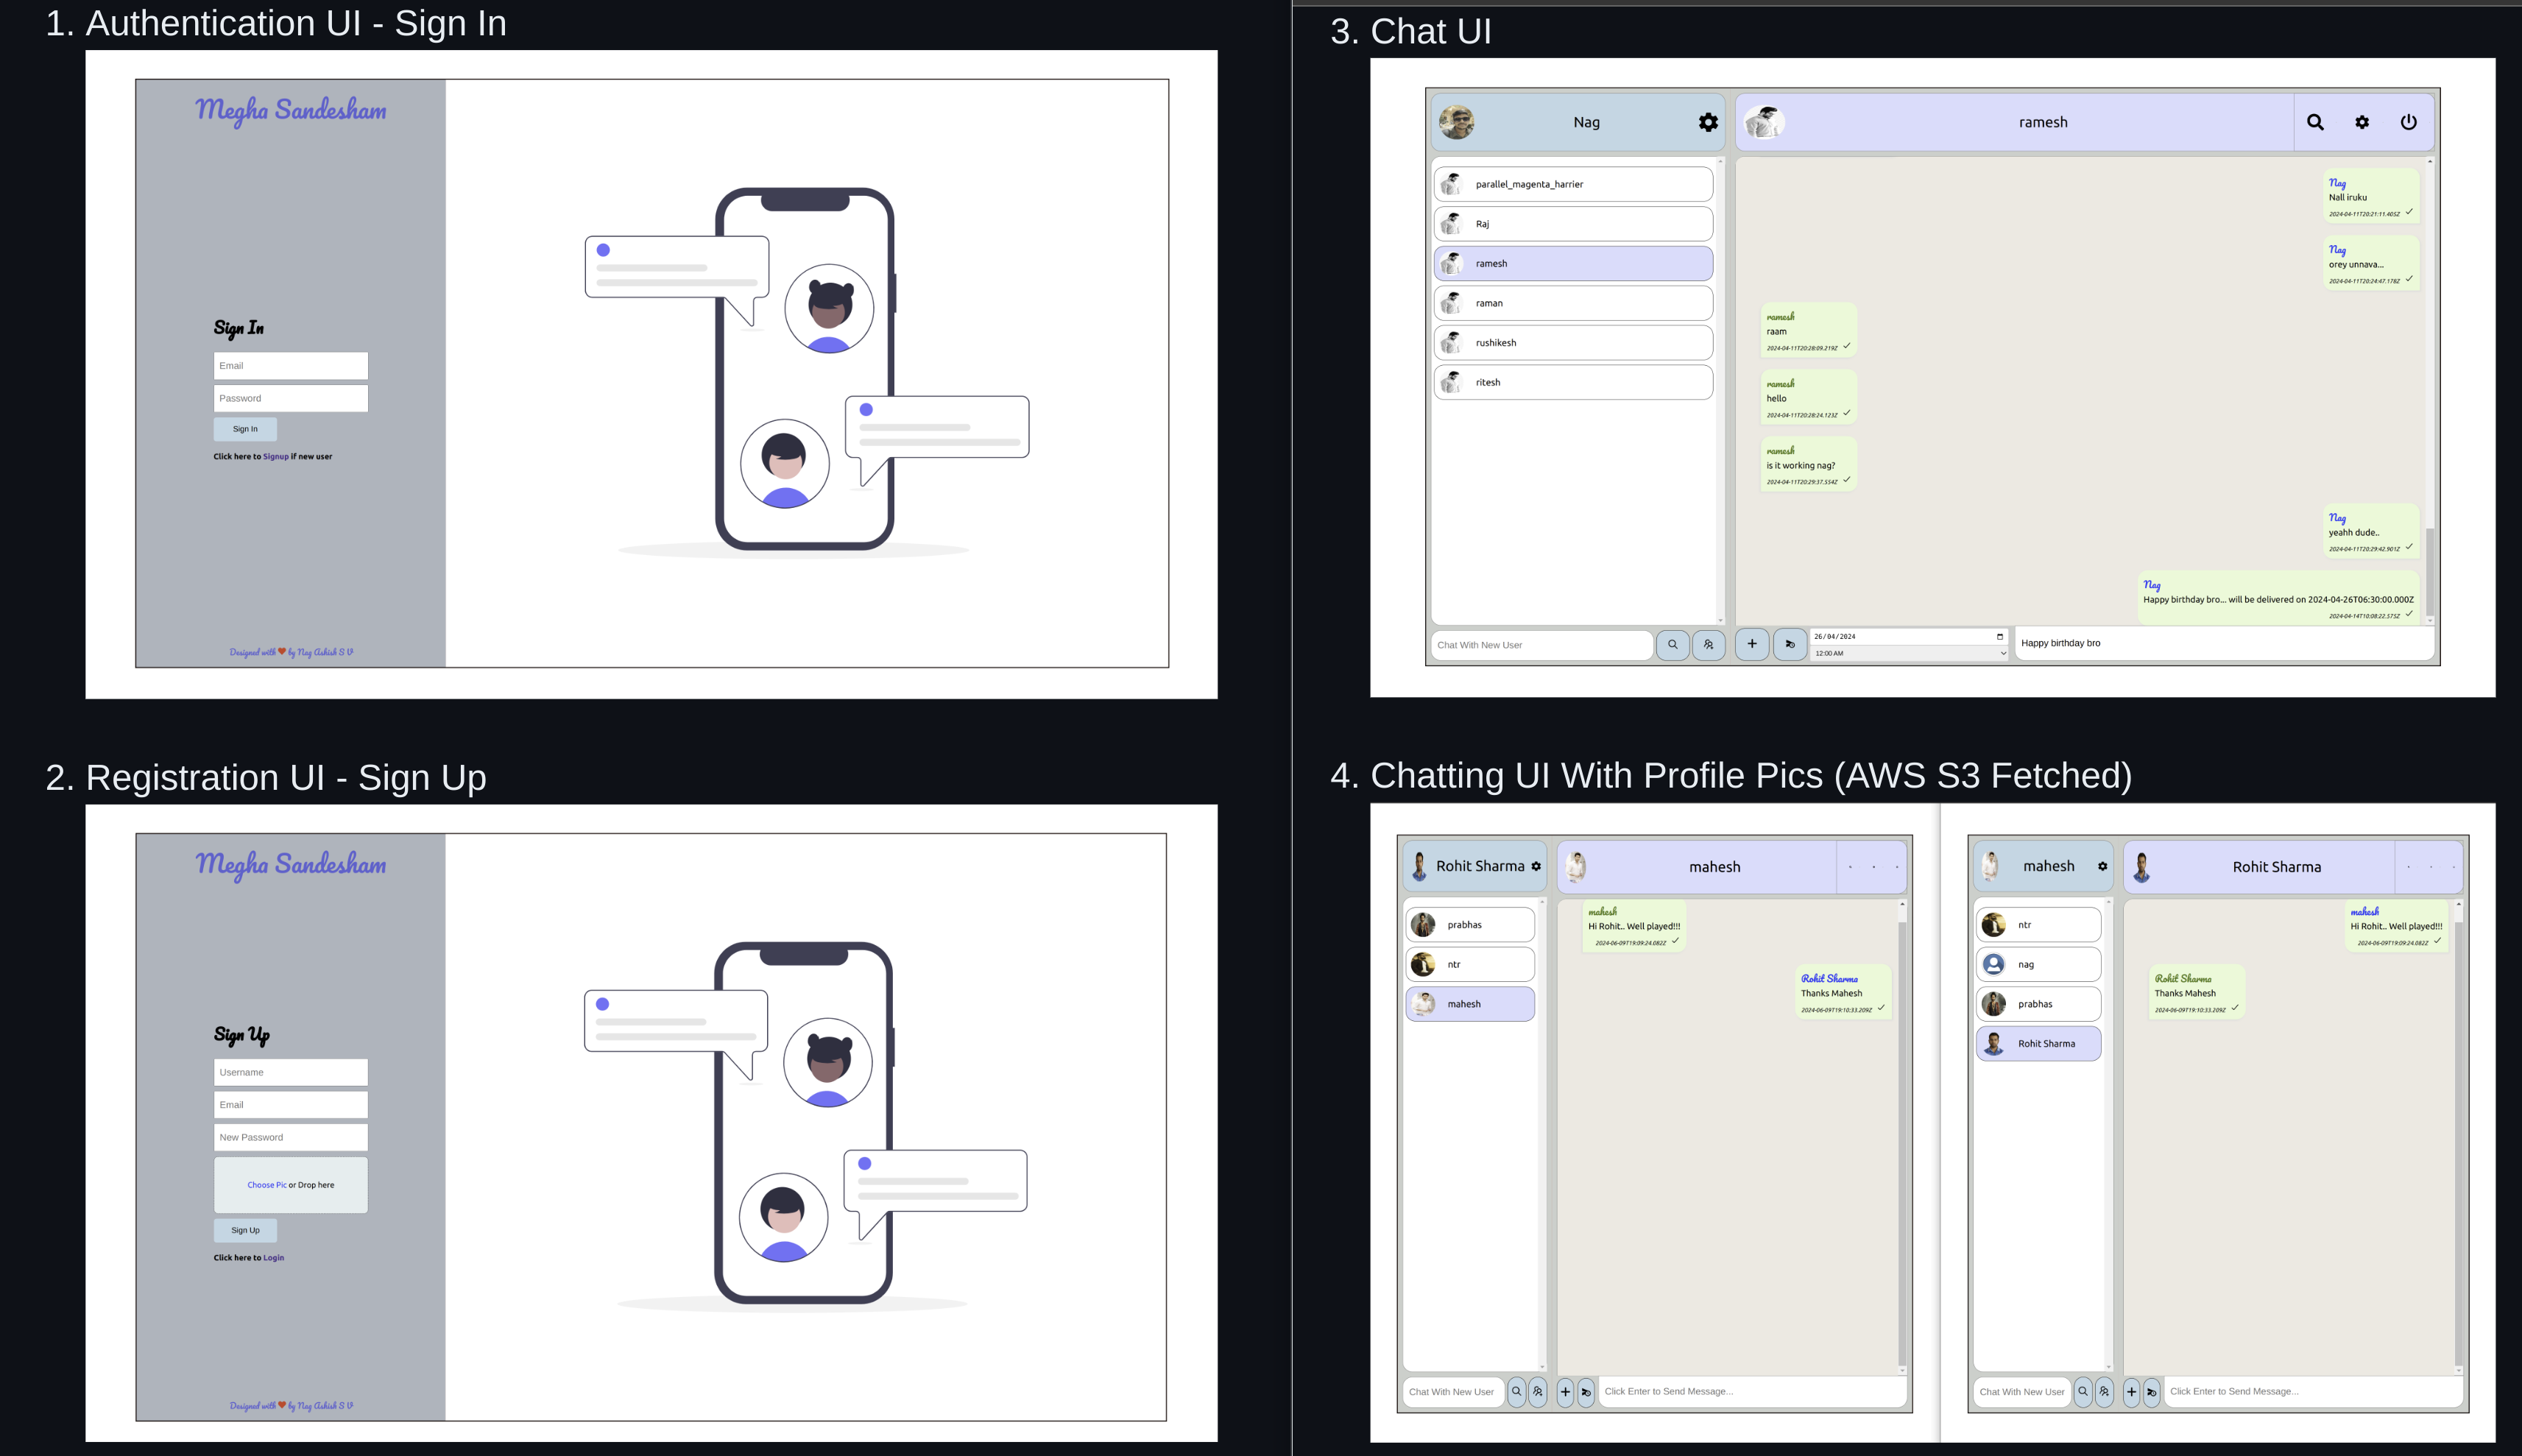 1. Authentication UI - Sign In
Megha Sandesham
Sign In
Email
Password
Sign In
Click here to Signup if new user
Designed with ❤ by Nag Ashish S V
2. Registration UI - Sign Up
Megha Sandesham
Sign Up
Username
Email
New Password
Choose Pic or Drop here
Sign Up
Click here to Login
Designed with ❤ by Nag Ashish S V
3. Chat UI
Nag
ramesh
parallel_magenta_harrier
Raj
ramesh
raman
rushikesh
ritesh
Chat With New User
Nag
Nall iruku
2024-04-11T20:21:11.405Z
Nag
orey unnava...
2024-04-11T20:24:47.178Z
ramesh
raam
2024-04-11T20:28:09.219Z
ramesh
hello
2024-04-11T20:28:24.123Z
ramesh
is it working nag?
2024-04-11T20:29:37.554Z
Nag
yeahh dude..
2024-04-11T20:29:42.901Z
Nag
Happy birthday bro... will be delivered on 2024-04-26T06:30:00.000Z
2024-04-14T10:08:22.575Z
26/04/2024
12:00 AM
Happy birthday bro
4. Chatting UI With Profile Pics (AWS S3 Fetched)
Rohit Sharma
mahesh
prabhas
ntr
mahesh
Chat With New User
mahesh
Hi Rohit.. Well played!!!
2024-06-09T19:09:24.082Z
Rohit Sharma
Thanks Mahesh
2024-06-09T19:10:33.209Z
Click Enter to Send Message...
mahesh
Rohit Sharma
ntr
nag
prabhas
Rohit Sharma
Chat With New User
mahesh
Hi Rohit.. Well played!!!
2024-06-09T19:09:24.082Z
Rohit Sharma
Thanks Mahesh
2024-06-09T19:10:33.209Z
Click Enter to Send Message...